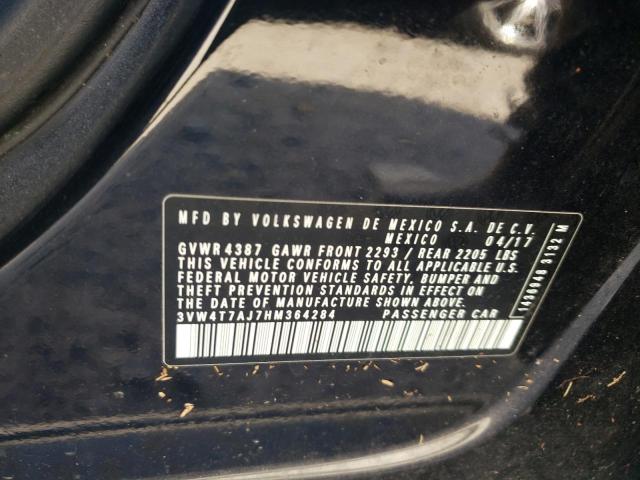 MFD BY VOLKSWAGEN DE MEXICO S.A. DE C.V.
MEXICO 04/17
GVWR 4387 GAWR FRONT 2293 / REAR 2205 LBS
THIS VEHICLE CONFORMS TO ALL APPLICABLE U.S.
FEDERAL MOTOR VEHICLE SAFETY, BUMPER AND
THEFT PREVENTION STANDARDS IN EFFECT ON
THE DATE OF MANUFACTURE SHOWN ABOVE.
3VW4T7AJ7HM364284 PASSENGER CAR